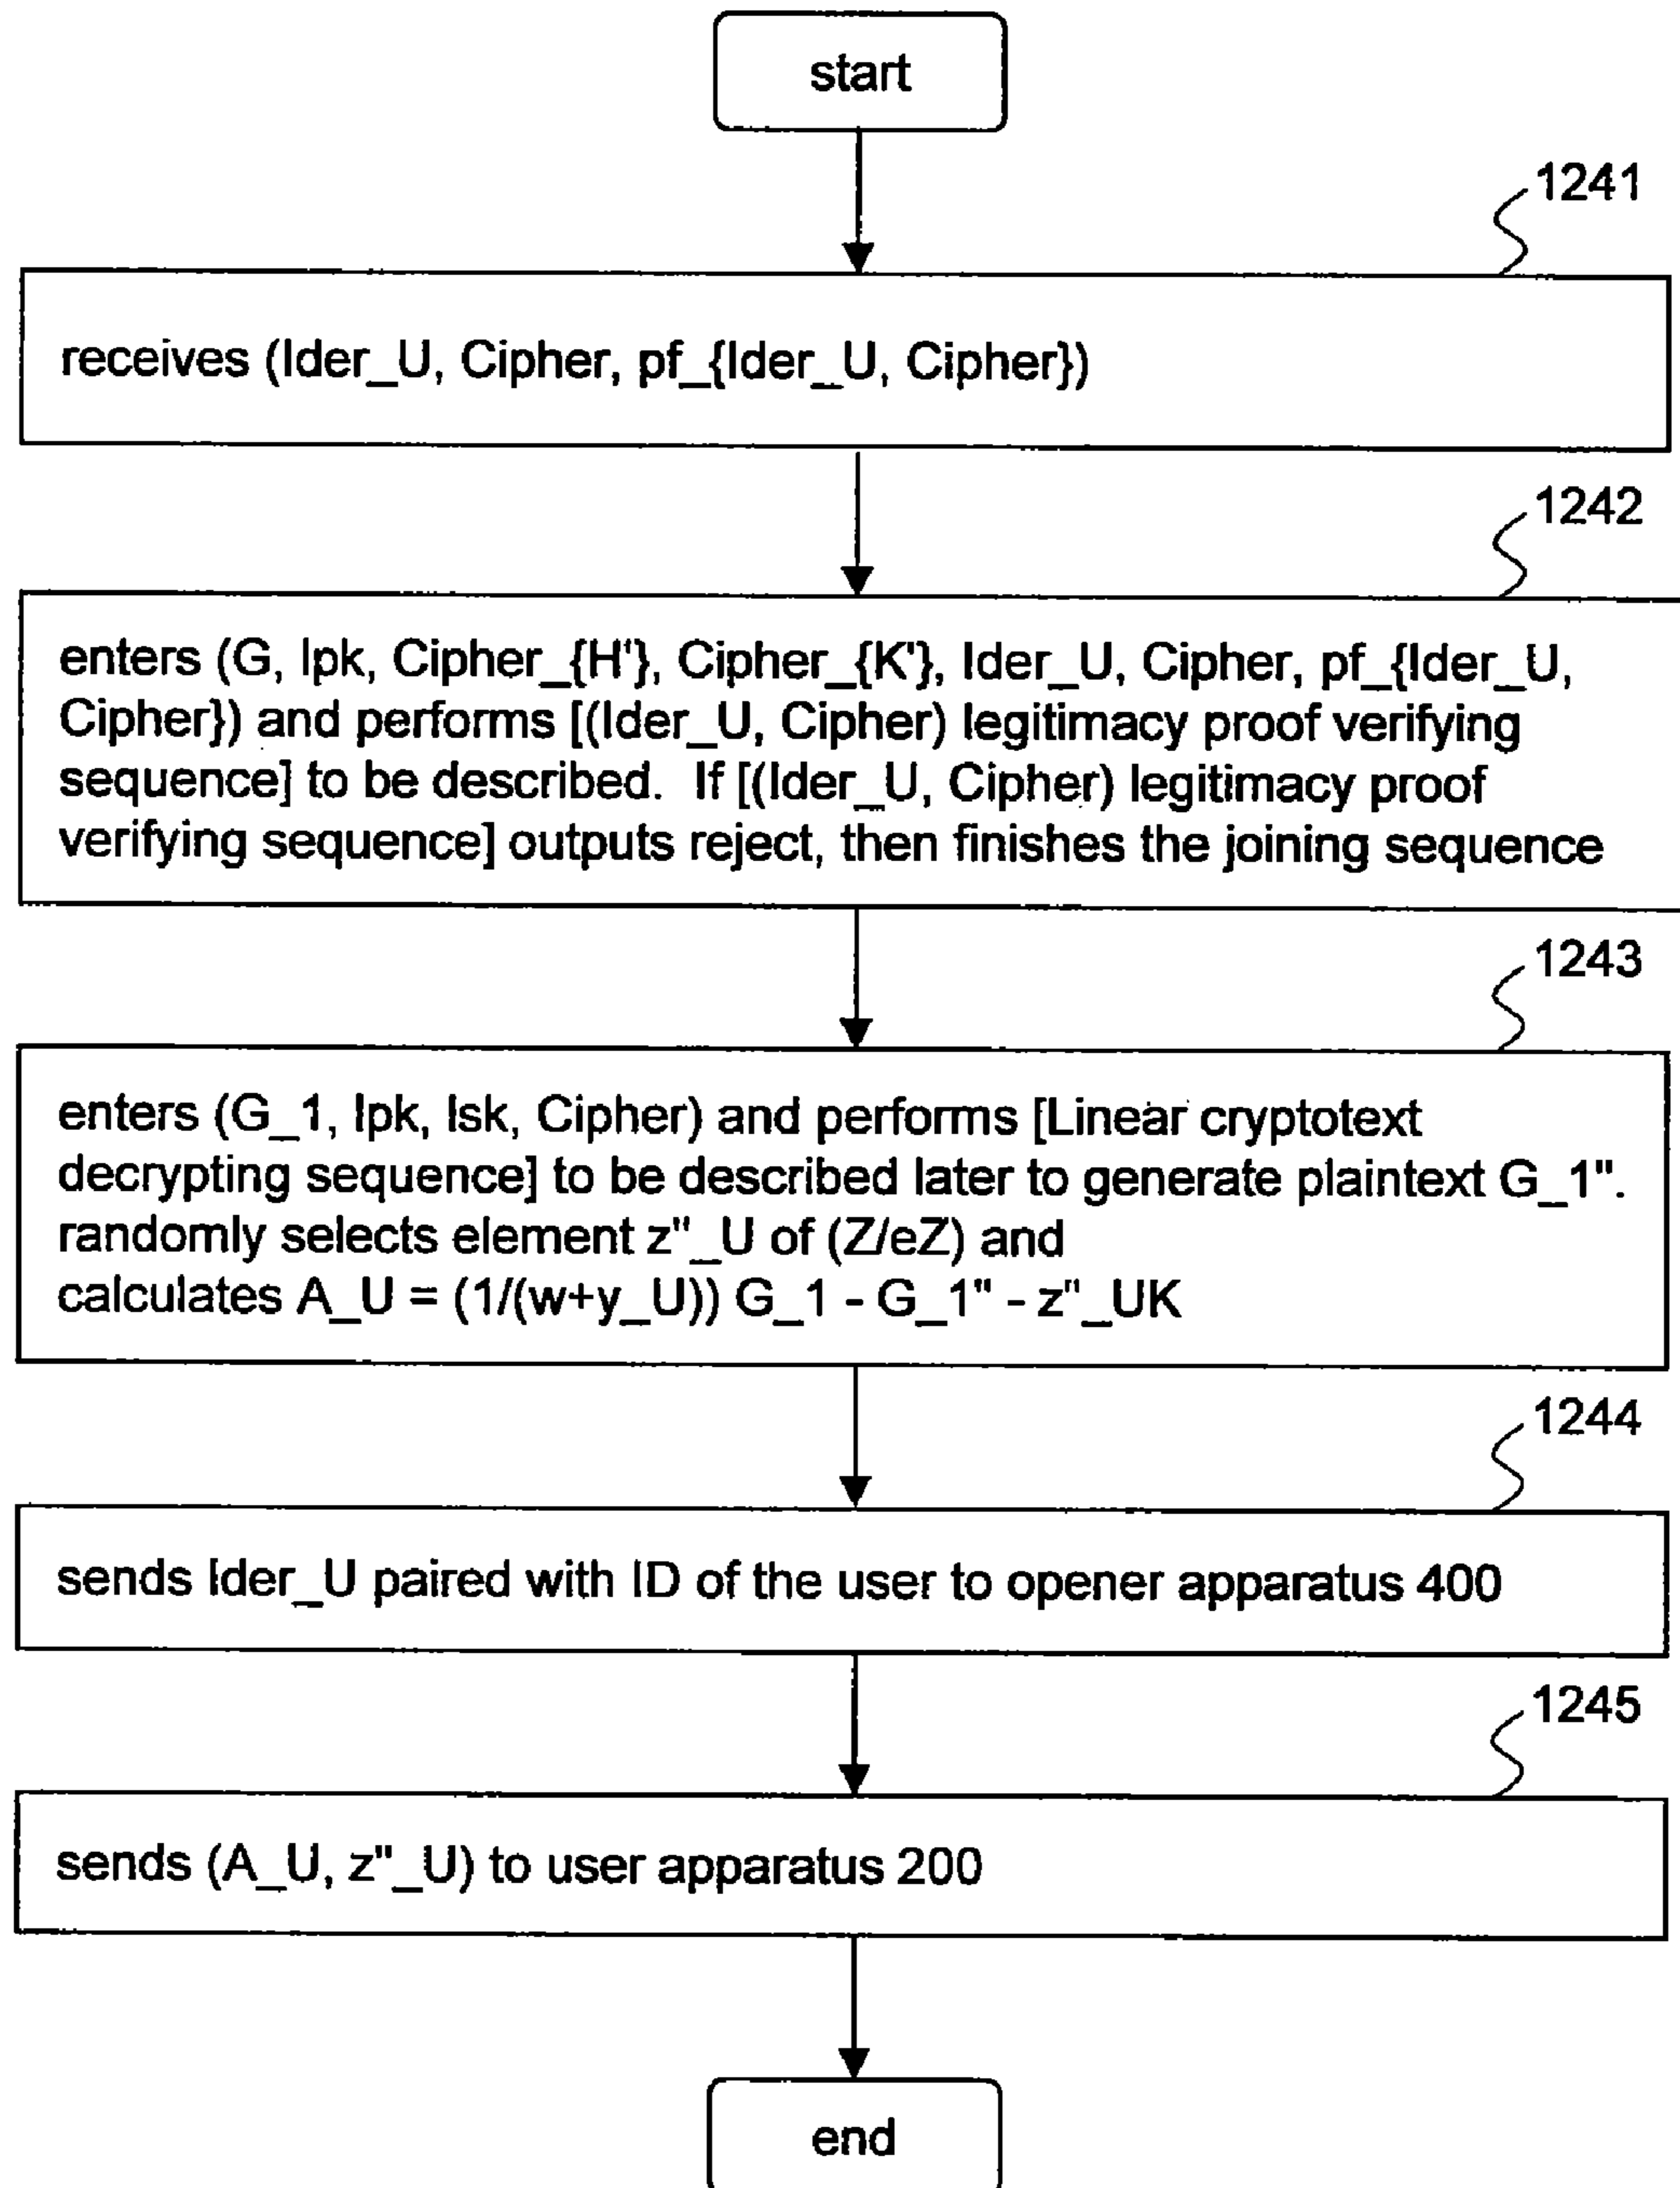 start
1241
receives (Ider_U, Cipher, pf_{Ider_U, Cipher})
1242
enters (G, Ipk, Cipher_{H'}, Cipher_{K'}, Ider_U, Cipher, pf_{Ider_U,
Cipher}) and performs [(Ider_U, Cipher) legitimacy proof verifying
sequence] to be described. If [(Ider_U, Cipher) legitimacy proof
verifying sequence] outputs reject, then finishes the joining sequence
1243
enters (G_1, Ipk, Isk, Cipher) and performs [Linear cryptotext
decrypting sequence] to be described later to generate plaintext G_1".
randomly selects element z"_U of (Z/eZ) and
calculates A_U = (1/(w+y_U)) G_1 - G_1" - z"_UK
1244
sends Ider_U paired with ID of the user to opener apparatus 400
1245
sends (A_U, z"_U) to user apparatus 200
end